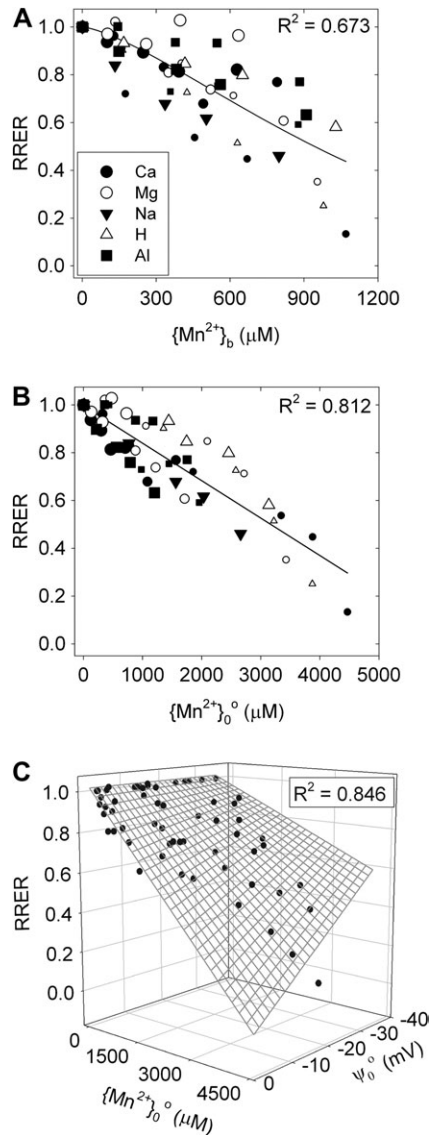 A
R² = 0.673
RRER
1.0
0.8
0.6
0.4
0.2
0.0
Ca
Mg
Na
H
Al
0 300 600 900 1200
{Mn²⁺}b (μM)
B
R² = 0.812
RRER
1.0
0.8
0.6
0.4
0.2
0.0
0 1000 2000 3000 4000 5000
{Mn²⁺}₀° (μM)
C
R² = 0.846
RRER
1.0
0.8
0.6
0.4
0.2
0.0
0 1500 3000 4500
{Mn²⁺}₀° (μM)
0 -10 -20 -30 -40
ψ₀° (mV)